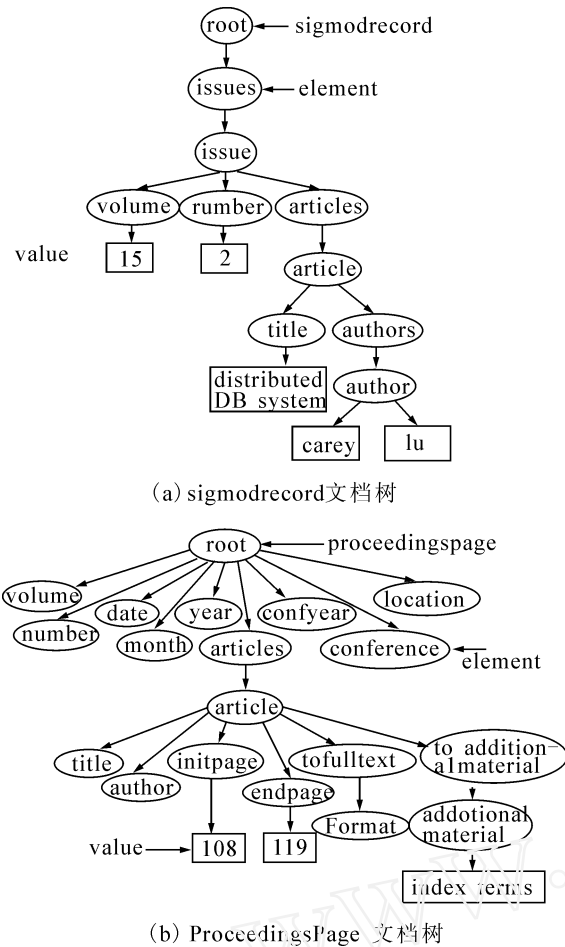 root sigmodrecord
issues element
issue
volume rumber articles
value 15 2
article
title authors
distributed
DB system
author
carey lu
(a) sigmodrecord文档树
root proceedingspage
volume number date month year articles confyear conference location
element
article
title author initpage endpage tofulltext to addition-
a1material
Format addotional
material
value 108 119
index terms
(b) ProceedingsPage 文档树